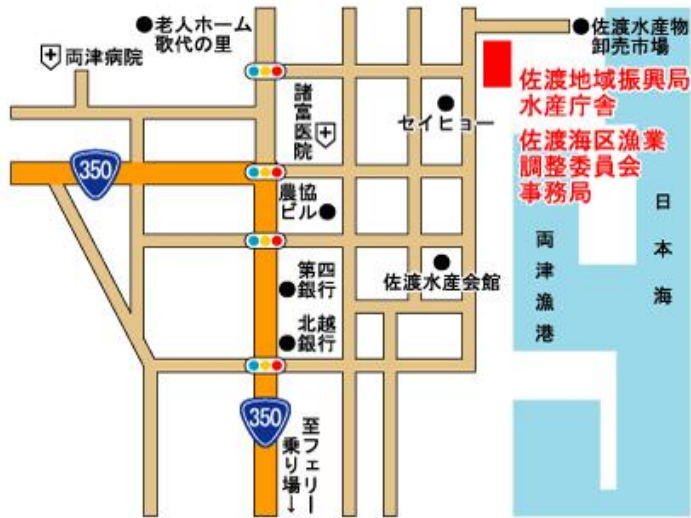 老人ホーム
歌代の里
佐渡水産物
卸売市場
両津病院
佐渡地域振興局
水産庁舎
諸富医院
セイヒョー
佐渡海区漁業
調整委員会
事務局
350
農協
ビル
日本海
両津漁港
第四
銀行
佐渡水産会館
北越
銀行
350
至フェリー
乗り場→